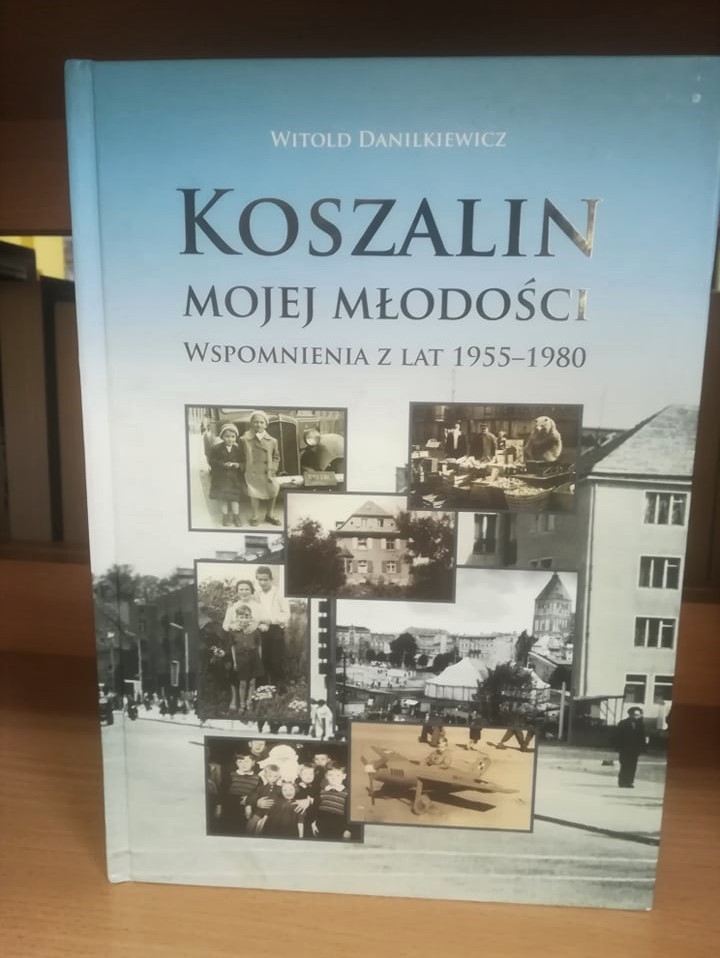 Witold Danilkiewicz
Koszalin
mojej młodości
Wspomnienia z lat 1955–1980